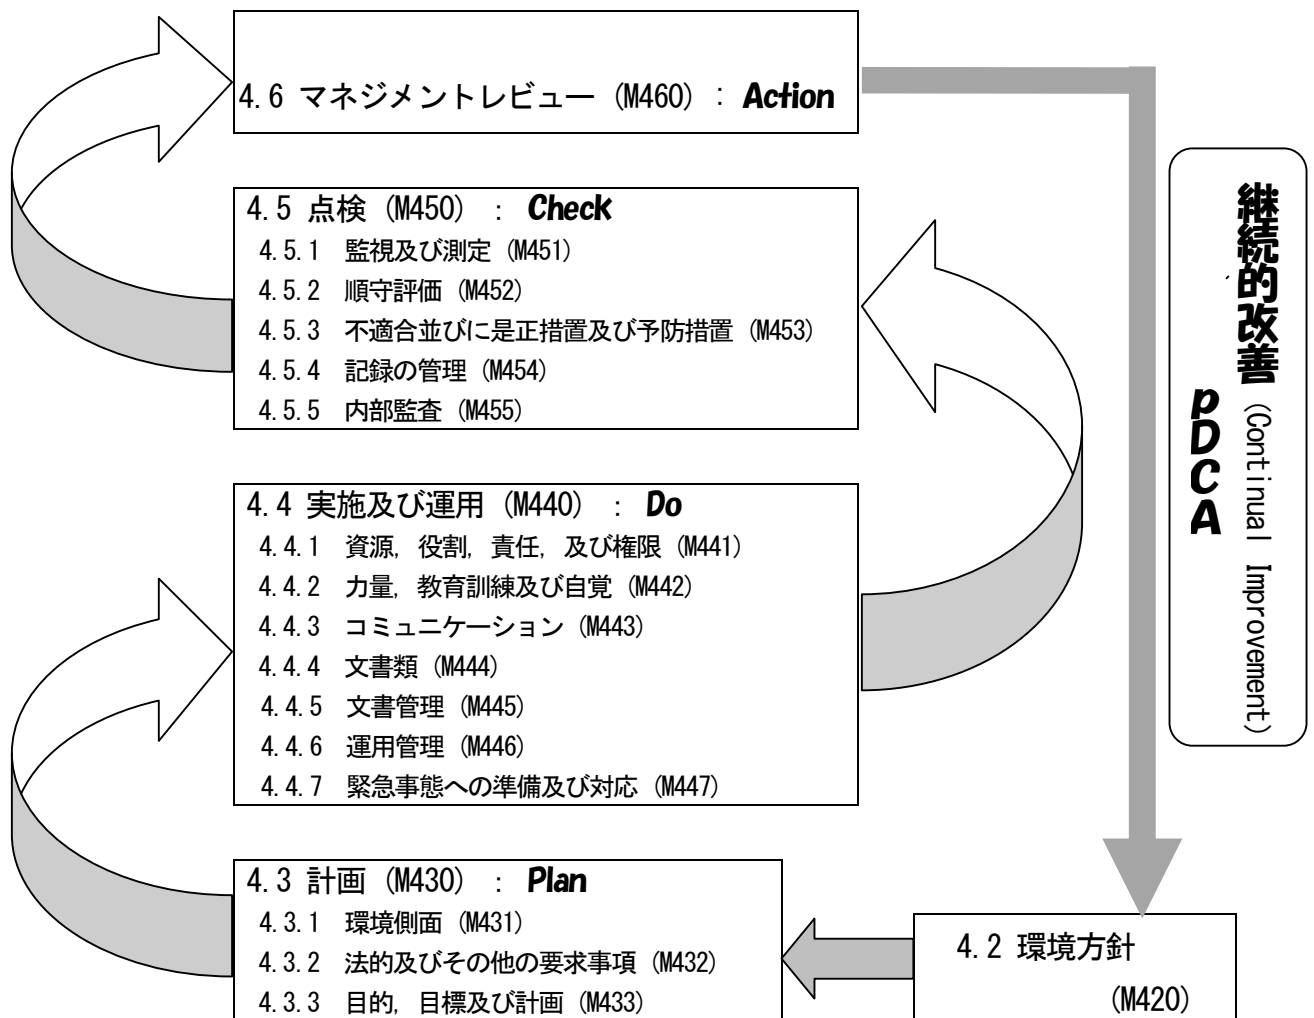 4.6 マネジメントレビュー (M460) : Action
4.5 点検 (M450) : Check
4.5.1 監視及び測定 (M451)
4.5.2 順守評価 (M452)
4.5.3 不適合並びに是正措置及び予防措置 (M453)
4.5.4 記録の管理 (M454)
4.5.5 内部監査 (M455)
4.4 実施及び運用 (M440) : Do
4.4.1 資源, 役割, 責任, 及び権限 (M441)
4.4.2 力量, 教育訓練及び自覚 (M442)
4.4.3 コミュニケーション (M443)
4.4.4 文書類 (M444)
4.4.5 文書管理 (M445)
4.4.6 運用管理 (M446)
4.4.7 緊急事態への準備及び対応 (M447)
4.3 計画 (M430) : Plan
4.3.1 環境側面 (M431)
4.3.2 法的及びその他の要求事項 (M432)
4.3.3 目的, 目標及び計画 (M433)
4.2 環境方針
(M420)
継続的改善 (Continual Improvement)
pDCA